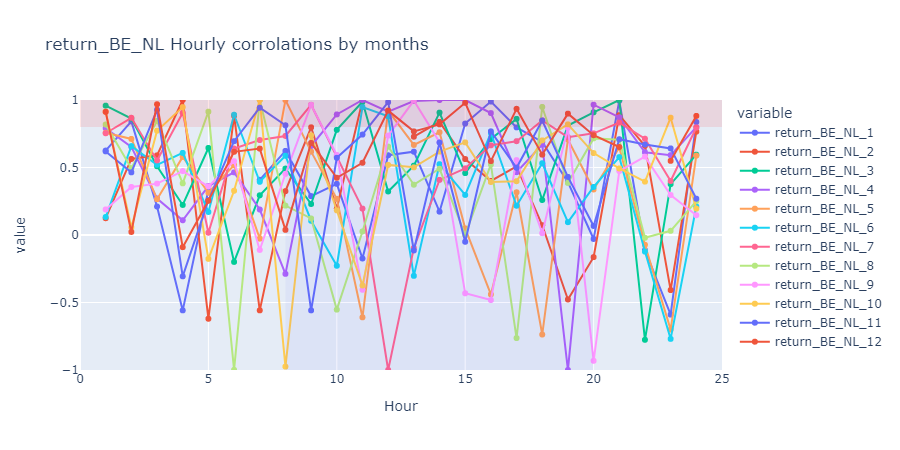 return_BE_NL Hourly corrolations by months
value
1
0.5
0
−0.5
−1
0
5
10
15
20
25
Hour
variable
return_BE_NL_1
return_BE_NL_2
return_BE_NL_3
return_BE_NL_4
return_BE_NL_5
return_BE_NL_6
return_BE_NL_7
return_BE_NL_8
return_BE_NL_9
return_BE_NL_10
return_BE_NL_11
return_BE_NL_12